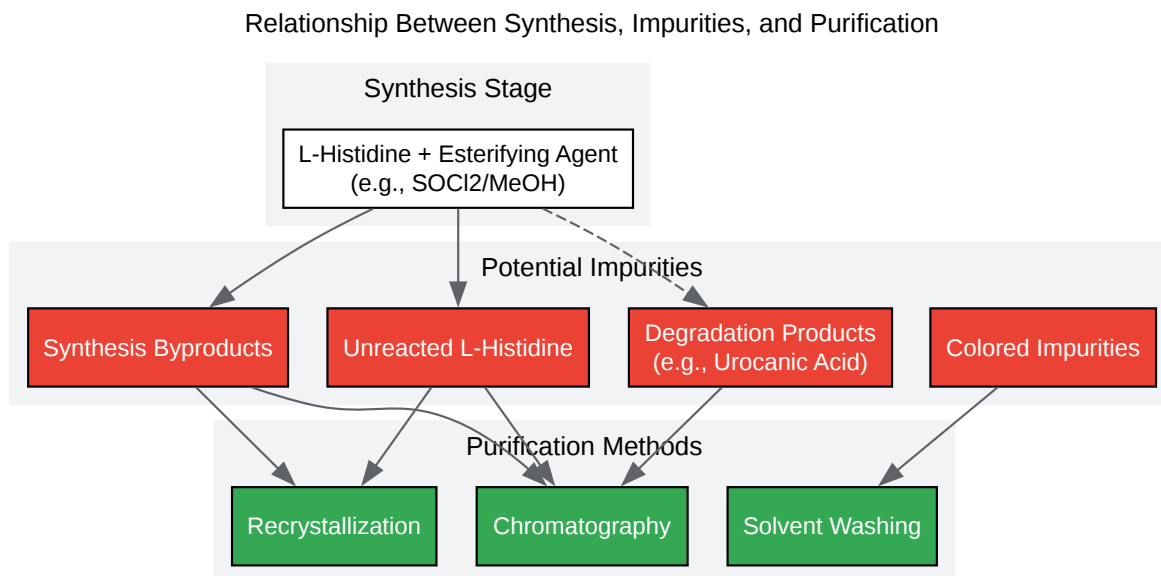 Relationship Between Synthesis, Impurities, and Purification
Synthesis Stage
L-Histidine + Esterifying Agent
(e.g., SOCl2/MeOH)
Potential Impurities
Synthesis Byproducts
Unreacted L-Histidine
Degradation Products
(e.g., Urocanic Acid)
Colored Impurities
Purification Methods
Recrystallization
Chromatography
Solvent Washing